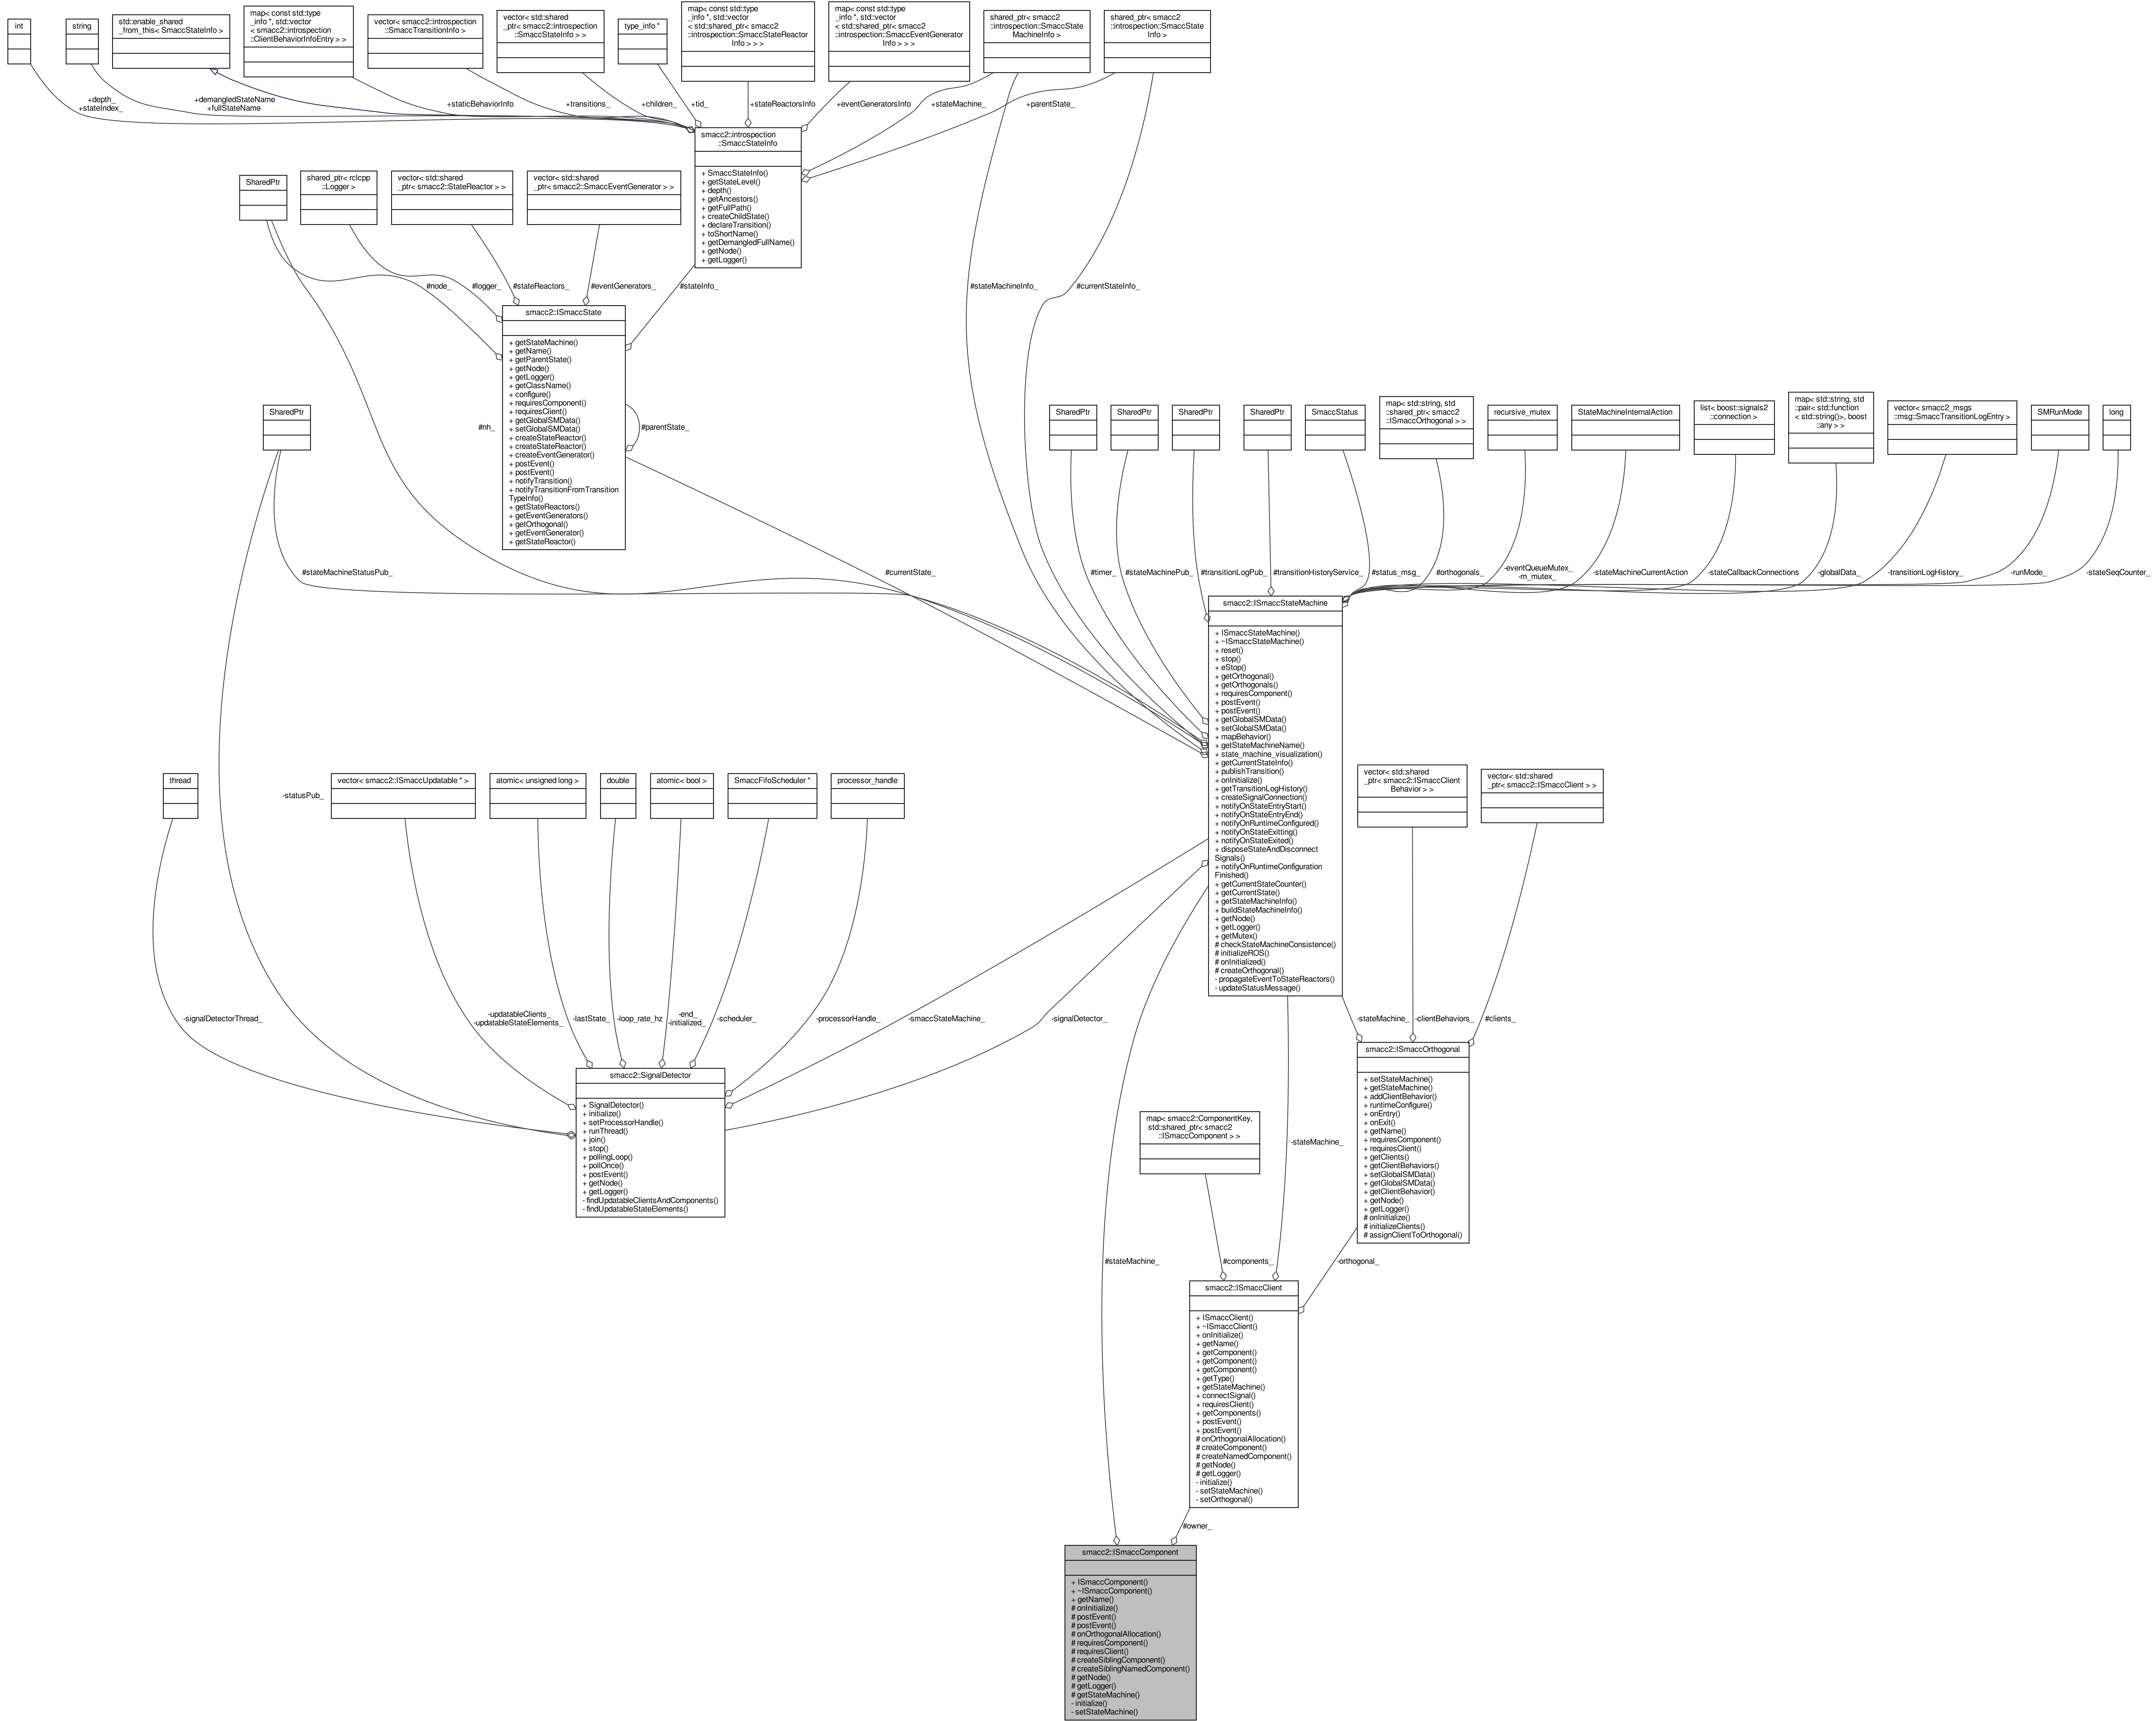 int
string
std::enable_shared
_from_this< SmaccStateInfo >
map< const std::type
_info *, std::vector
< smacc2::introspection
::ClientBehaviorInfoEntry > >
vector< smacc2::introspection
::SmaccTransitionInfo >
vector< std::shared
_ptr< smacc2::introspection
::SmaccStateInfo > >
type_info *
map< const std::type
_info *, std::vector
< std::shared_ptr< smacc2
::introspection::SmaccStateReactor
Info > > >
map< const std::type
_info *, std::vector
< std::shared_ptr< smacc2
::introspection::SmaccEventGenerator
Info > > >
shared_ptr< smacc2
::introspection::SmaccState
MachineInfo >
shared_ptr< smacc2
::introspection::SmaccState
Info >
+depth_
+stateIndex_
+demangledStateName
+fullStateName
+staticBehaviorInfo
+transitions_
+children_
+tid_
+stateReactorsInfo
+eventGeneratorsInfo
+stateMachine_
+parentState_
smacc2::introspection
::SmaccStateInfo
+ SmaccStateInfo()
+ getStateLevel()
+ depth()
+ getAncestors()
+ getFullPath()
+ createChildState()
+ declareTransition()
+ toShortName()
+ getDemangledFullName()
+ getNode()
+ getLogger()
SharedPtr
shared_ptr< rclcpp
::Logger >
vector< std::shared
_ptr< smacc2::StateReactor > >
vector< std::shared
_ptr< smacc2::SmaccEventGenerator > >
#node_
#logger_
#stateReactors_
#eventGenerators_
#stateInfo_
#stateMachineInfo_
#currentStateInfo_
smacc2::ISmaccState
+ getStateMachine()
+ getName()
+ getParentState()
+ getNode()
+ getLogger()
+ getClassName()
+ configure()
+ requiresComponent()
+ requiresClient()
+ getGlobalSMData()
+ setGlobalSMData()
+ createStateReactor()
+ createStateReactor()
+ createEventGenerator()
+ postEvent()
+ postEvent()
+ notifyTransition()
+ notifyTransitionFromTransition
TypeInfo()
+ getStateReactors()
+ getEventGenerators()
+ getOrthogonal()
+ getEventGenerator()
+ getStateReactor()
#parentState_
#nh_
SharedPtr
SharedPtr
SharedPtr
SharedPtr
SharedPtr
SmaccStatus
map< std::string, std
::shared_ptr< smacc2
::ISmaccOrthogonal > >
recursive_mutex
StateMachineInternalAction
list< boost::signals2
::connection >
map< std::string, std
::pair< std::function
< std::string()>, boost
::any > >
vector< smacc2_msgs
::msg::SmaccTransitionLogEntry >
SMRunMode
long
#stateMachineStatusPub_
#currentState_
#timer_
#stateMachinePub_
#transitionLogPub_
#transitionHistoryService_
#status_msg_
#orthogonals_
-eventQueueMutex_
-m_mutex_
-stateMachineCurrentAction
-stateCallbackConnections
-globalData_
-transitionLogHistory_
-runMode_
-stateSeqCounter_
smacc2::ISmaccStateMachine
+ ISmaccStateMachine()
+ ~ISmaccStateMachine()
+ reset()
+ stop()
+ eStop()
+ getOrthogonal()
+ getOrthogonals()
+ requiresComponent()
+ postEvent()
+ postEvent()
+ getGlobalSMData()
+ setGlobalSMData()
+ mapBehavior()
+ getStateMachineName()
+ state_machine_visualization()
+ getCurrentStateInfo()
+ publishTransition()
+ onInitialize()
+ getTransitionLogHistory()
+ createSignalConnection()
+ notifyOnStateEntryStart()
+ notifyOnStateEntryEnd()
+ notifyOnRuntimeConfigured()
+ notifyOnStateExitting()
+ notifyOnStateExited()
+ disposeStateAndDisconnect
Signals()
+ notifyOnRuntimeConfiguration
Finished()
+ getCurrentStateCounter()
+ getCurrentState()
+ getStateMachineInfo()
+ buildStateMachineInfo()
+ getNode()
+ getLogger()
+ getMutex()
# checkStateMachineConsistence()
# initializeROS()
# onInitialized()
# createOrthogonal()
- propagateEventToStateReactors()
- updateStatusMessage()
thread
-statusPub_
vector< smacc2::ISmaccUpdatable * >
atomic< unsigned long >
double
atomic< bool >
SmaccFifoScheduler *
processor_handle
vector< std::shared
_ptr< smacc2::ISmaccClient
Behavior > >
vector< std::shared
_ptr< smacc2::ISmaccClient > >
-signalDetectorThread_
-updatableClients_
-updatableStateElements_
-lastState_
-loop_rate_hz
-end_
-initialized_
-scheduler_
-processorHandle_
-smaccStateMachine_
-signalDetector_
-stateMachine_
-clientBehaviors_
#clients_
smacc2::SignalDetector
+ SignalDetector()
+ initialize()
+ setProcessorHandle()
+ runThread()
+ join()
+ stop()
+ pollingLoop()
+ pollOnce()
+ postEvent()
+ getNode()
+ getLogger()
- findUpdatableClientsAndComponents()
- findUpdatableStateElements()
smacc2::ISmaccOrthogonal
+ setStateMachine()
+ getStateMachine()
+ addClientBehavior()
+ runtimeConfigure()
+ onEntry()
+ onExit()
+ getName()
+ requiresComponent()
+ requiresClient()
+ getClients()
+ getClientBehaviors()
+ setGlobalSMData()
+ getGlobalSMData()
+ getClientBehavior()
+ getNode()
+ getLogger()
# onInitialize()
# initializeClients()
# assignClientToOrthogonal()
map< smacc2::ComponentKey,
std::shared_ptr< smacc2
::ISmaccComponent > >
-stateMachine_
#stateMachine_
#components_
-orthogonal_
smacc2::ISmaccClient
+ ISmaccClient()
+ ~ISmaccClient()
+ onInitialize()
+ getName()
+ getComponent()
+ getComponent()
+ getComponent()
+ getType()
+ getStateMachine()
+ connectSignal()
+ requiresClient()
+ getComponents()
+ postEvent()
+ postEvent()
# onOrthogonalAllocation()
# createComponent()
# createNamedComponent()
# getNode()
# getLogger()
- initialize()
- setStateMachine()
- setOrthogonal()
#owner_
smacc2::ISmaccComponent
+ ISmaccComponent()
+ ~ISmaccComponent()
+ getName()
# onInitialize()
# postEvent()
# postEvent()
# onOrthogonalAllocation()
# requiresComponent()
# requiresClient()
# createSiblingComponent()
# createSiblingNamedComponent()
# getNode()
# getLogger()
# getStateMachine()
- initialize()
- setStateMachine()